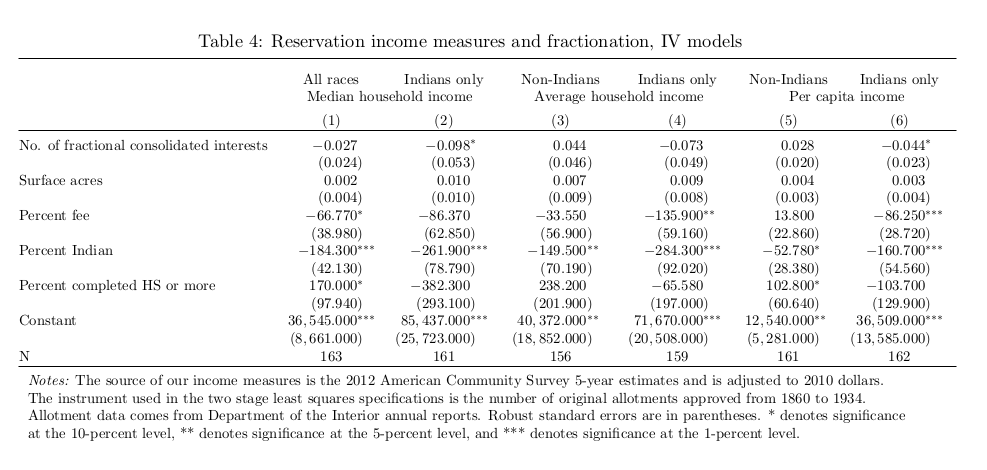 Table 4: Reservation income measures and fractionation, IV models
All races Indians only Non-Indians Indians only Non-Indians Indians only
Median household income Average household income Per capita income
(1) (2) (3) (4) (5) (6)
No. of fractional consolidated interests −0.027 −0.098* 0.044 −0.073 0.028 −0.044*
(0.024) (0.053) (0.046) (0.049) (0.020) (0.023)
Surface acres 0.002 0.010 0.007 0.009 0.004 0.003
(0.004) (0.010) (0.009) (0.008) (0.003) (0.004)
Percent fee −66.770* −86.370 −33.550 −135.900** 13.800 −86.250***
(38.980) (62.850) (56.900) (59.160) (22.860) (28.720)
Percent Indian −184.300*** −261.900*** −149.500** −284.300*** −52.780* −160.700***
(42.130) (78.790) (70.190) (92.020) (28.380) (54.560)
Percent completed HS or more 170.000* −382.300 238.200 −65.580 102.800* −103.700
(97.940) (293.100) (201.900) (197.000) (60.640) (129.900)
Constant 36,545.000*** 85,437.000*** 40,372.000** 71,670.000*** 12,540.000** 36,509.000***
(8,661.000) (25,723.000) (18,852.000) (20,508.000) (5,281.000) (13,585.000)
N 163 161 156 159 161 162
Notes: The source of our income measures is the 2012 American Community Survey 5-year estimates and is adjusted to 2010 dollars.
The instrument used in the two stage least squares specifications is the number of original allotments approved from 1860 to 1934.
Allotment data comes from Department of the Interior annual reports. Robust standard errors are in parentheses. * denotes significance
at the 10-percent level, ** denotes significance at the 5-percent level, and *** denotes significance at the 1-percent level.